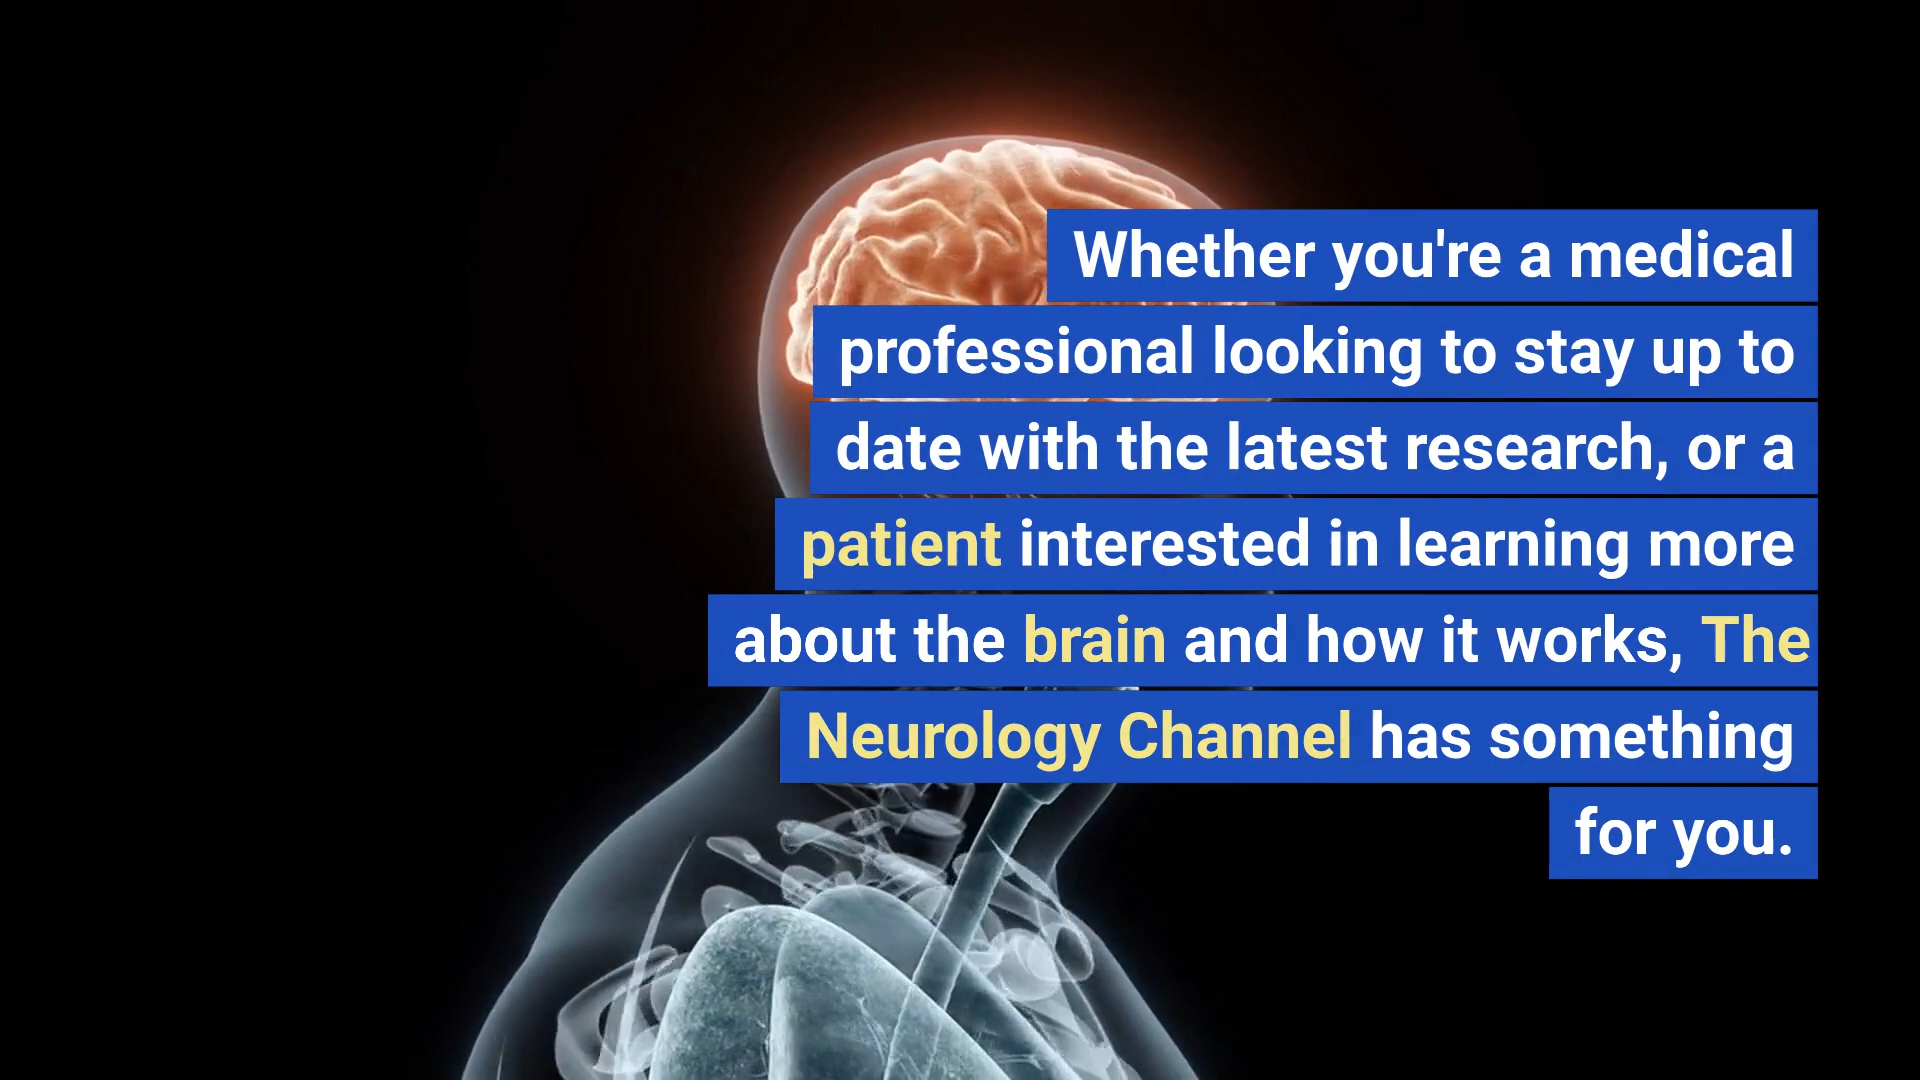 Whether you're a medical
professional looking to stay up to
date with the latest research, or a
patient interested in learning more
about the brain and how it works, The
Neurology Channel has something
for you.